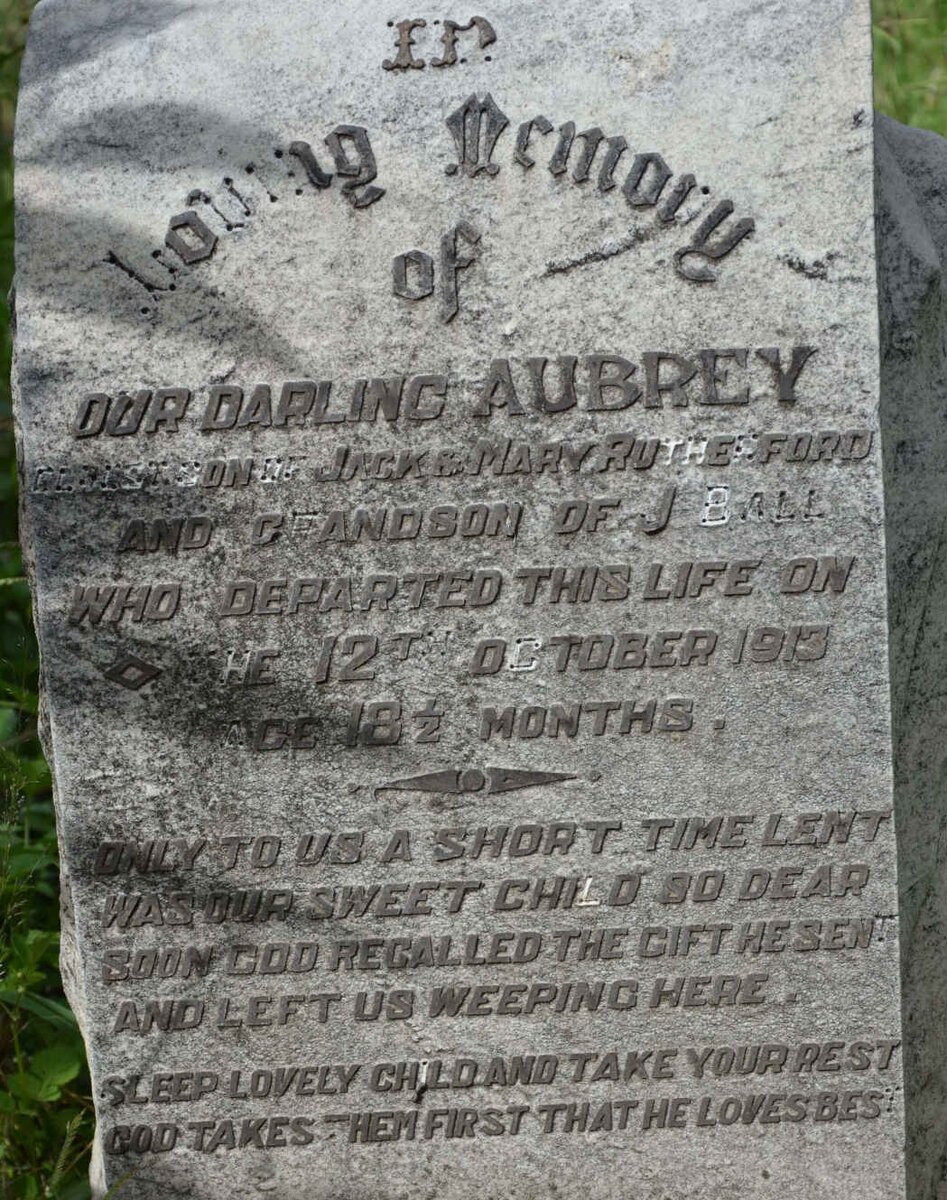 In
Loving Memory
of
OUR DARLING AUBREY
ELDEST SON OF JACK & MARY RUTHERFORD
AND GRANDSON OF J BALL
WHO DEPARTED THIS LIFE ON
THE 12TH OCTOBER 1913
AGE 18½ MONTHS.
ONLY TO US A SHORT TIME LENT
WAS OUR SWEET CHILD SO DEAR
SOON GOD RECALLED THE GIFT HE SENT
AND LEFT US WEEPING HERE.
SLEEP LOVELY CHILD AND TAKE YOUR REST
GOD TAKES THEM FIRST THAT HE LOVES BEST